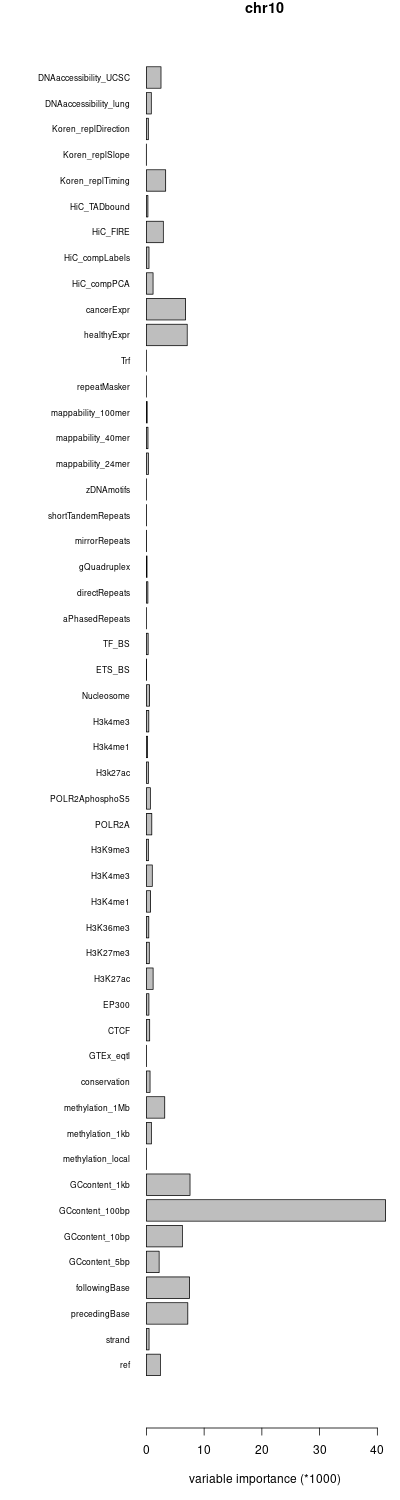 chr10
DNAaccessibility_UCSC
DNAaccessibility_lung
Koren_replDirection
Koren_replSlope
Koren_replTiming
HiC_TADbound
HiC_FIRE
HiC_compLabels
HiC_compPCA
cancerExpr
healthyExpr
Trf
repeatMasker
mappability_100mer
mappability_40mer
mappability_24mer
zDNAmotifs
shortTandemRepeats
mirrorRepeats
gQuadruplex
directRepeats
aPhasedRepeats
TF_BS
ETS_BS
Nucleosome
H3k4me3
H3k4me1
H3k27ac
POLR2AphosphoS5
POLR2A
H3K9me3
H3K4me3
H3K4me1
H3K36me3
H3K27me3
H3K27ac
EP300
CTCF
GTEx_eqtl
conservation
methylation_1Mb
methylation_1kb
methylation_local
GCcontent_1kb
GCcontent_100bp
GCcontent_10bp
GCcontent_5bp
followingBase
precedingBase
strand
ref
0 10 20 30 40
variable importance (*1000)